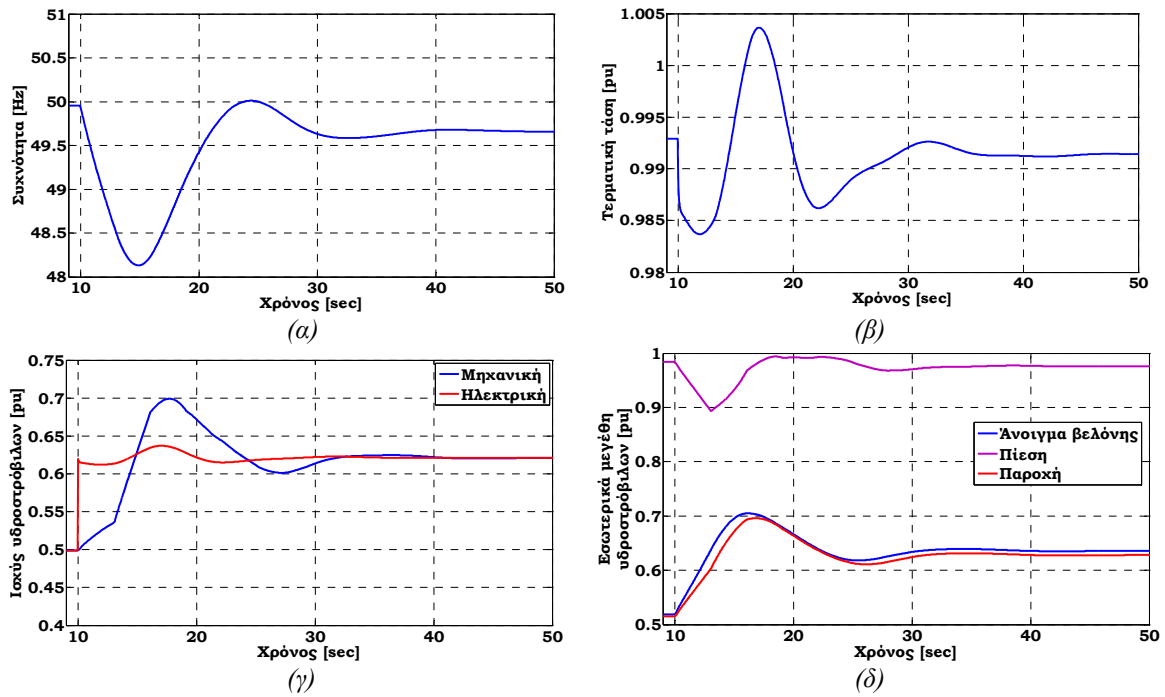 51
50.5
50
49.5
49
48.5
48
10
20
30
40
50
Συχνότητα [Hz]
Χρόνος [sec]
(α)
1.005
1
0.995
0.99
0.985
0.98
10
20
30
40
50
Τερματική τάση [pu]
Χρόνος [sec]
(β)
0.75
0.7
0.65
0.6
0.55
0.5
0.45
0.4
10
20
30
40
50
Ισχύς υδροστρόβιλων [pu]
Μηχανική
Ηλεκτρική
Χρόνος [sec]
(γ)
1
0.9
0.8
0.7
0.6
0.5
10
20
30
40
50
Εσωτερικά μεγέθη
υδροστρόβιλων [pu]
Άνοιγμα βελόνης
Πίεση
Παροχή
Χρόνος [sec]
(δ)